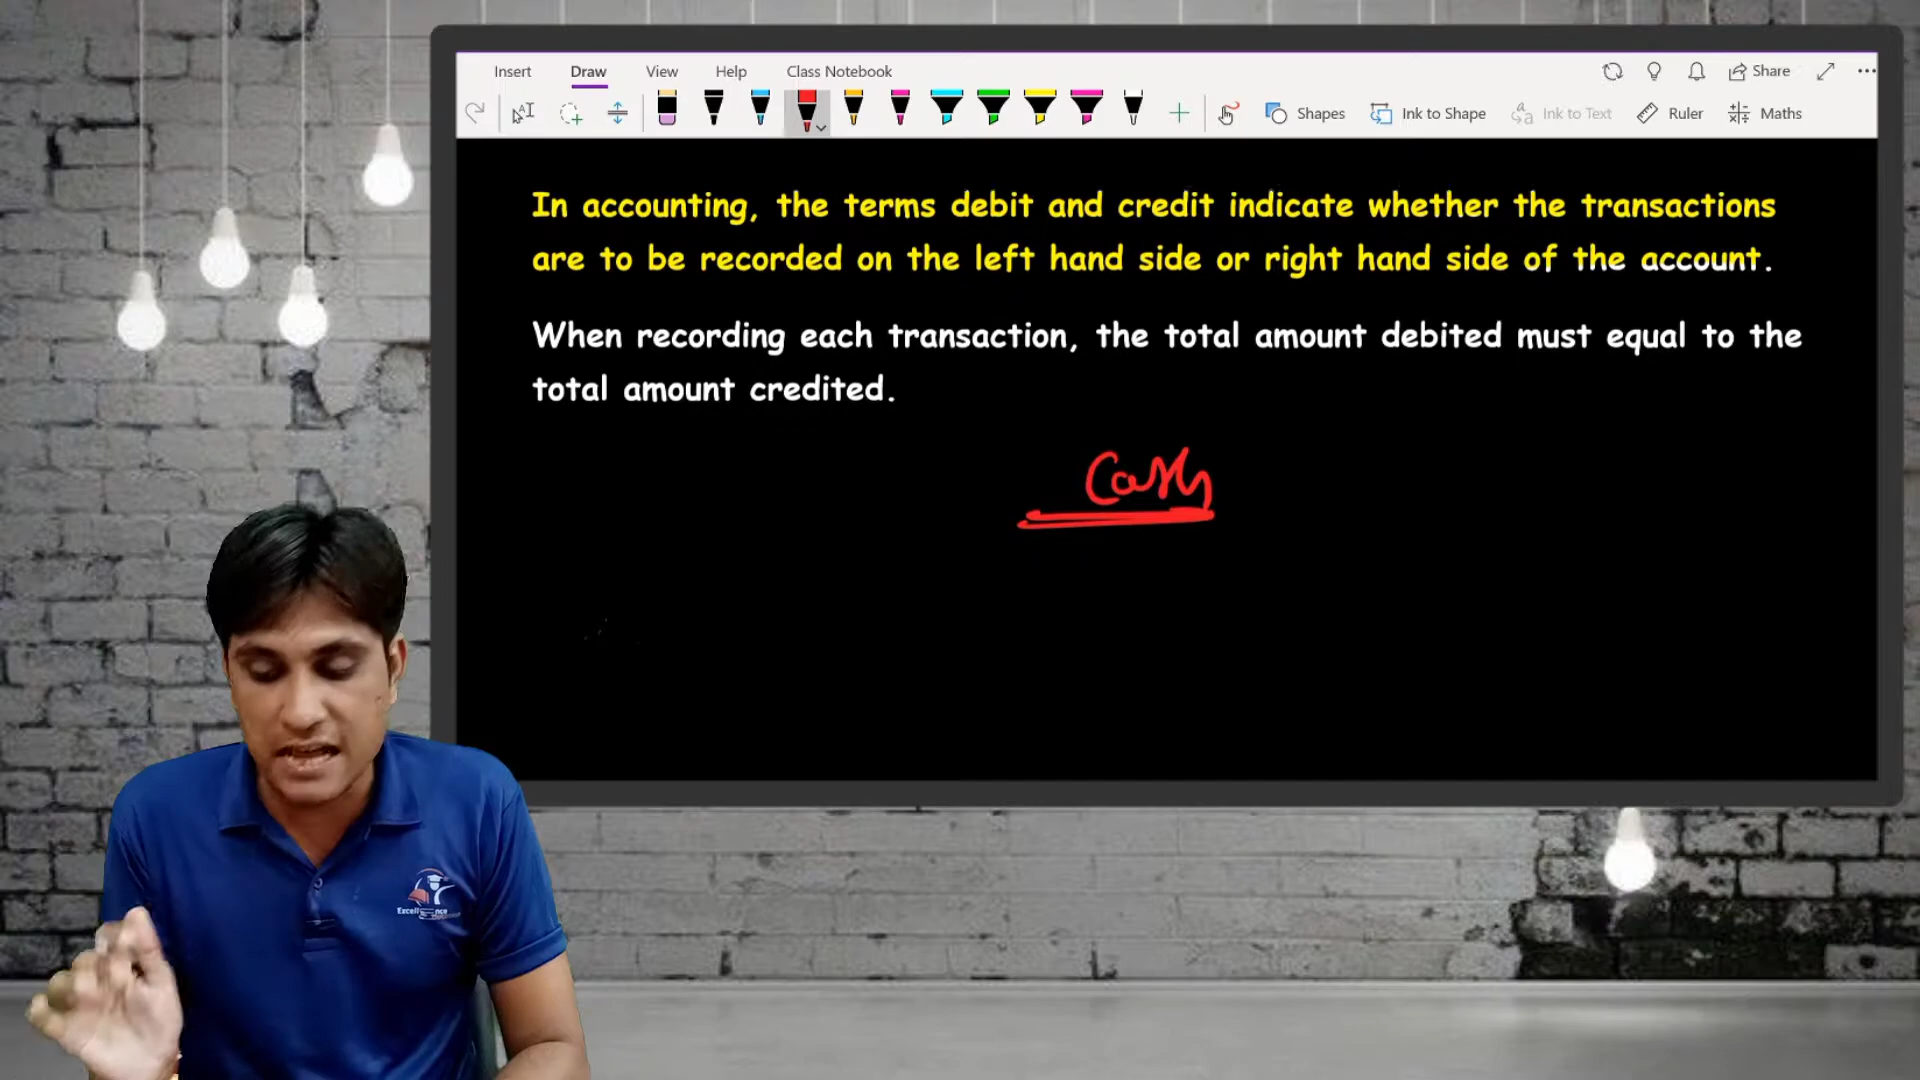 Insert Draw View Help Class Notebook Share
Shapes Ink to Shape Ink to Text Ruler Maths
In accounting, the terms debit and credit indicate whether the transactions
are to be recorded on the left hand side or right hand side of the account.
When recording each transaction, the total amount debited must equal to the
total amount credited.
Cash